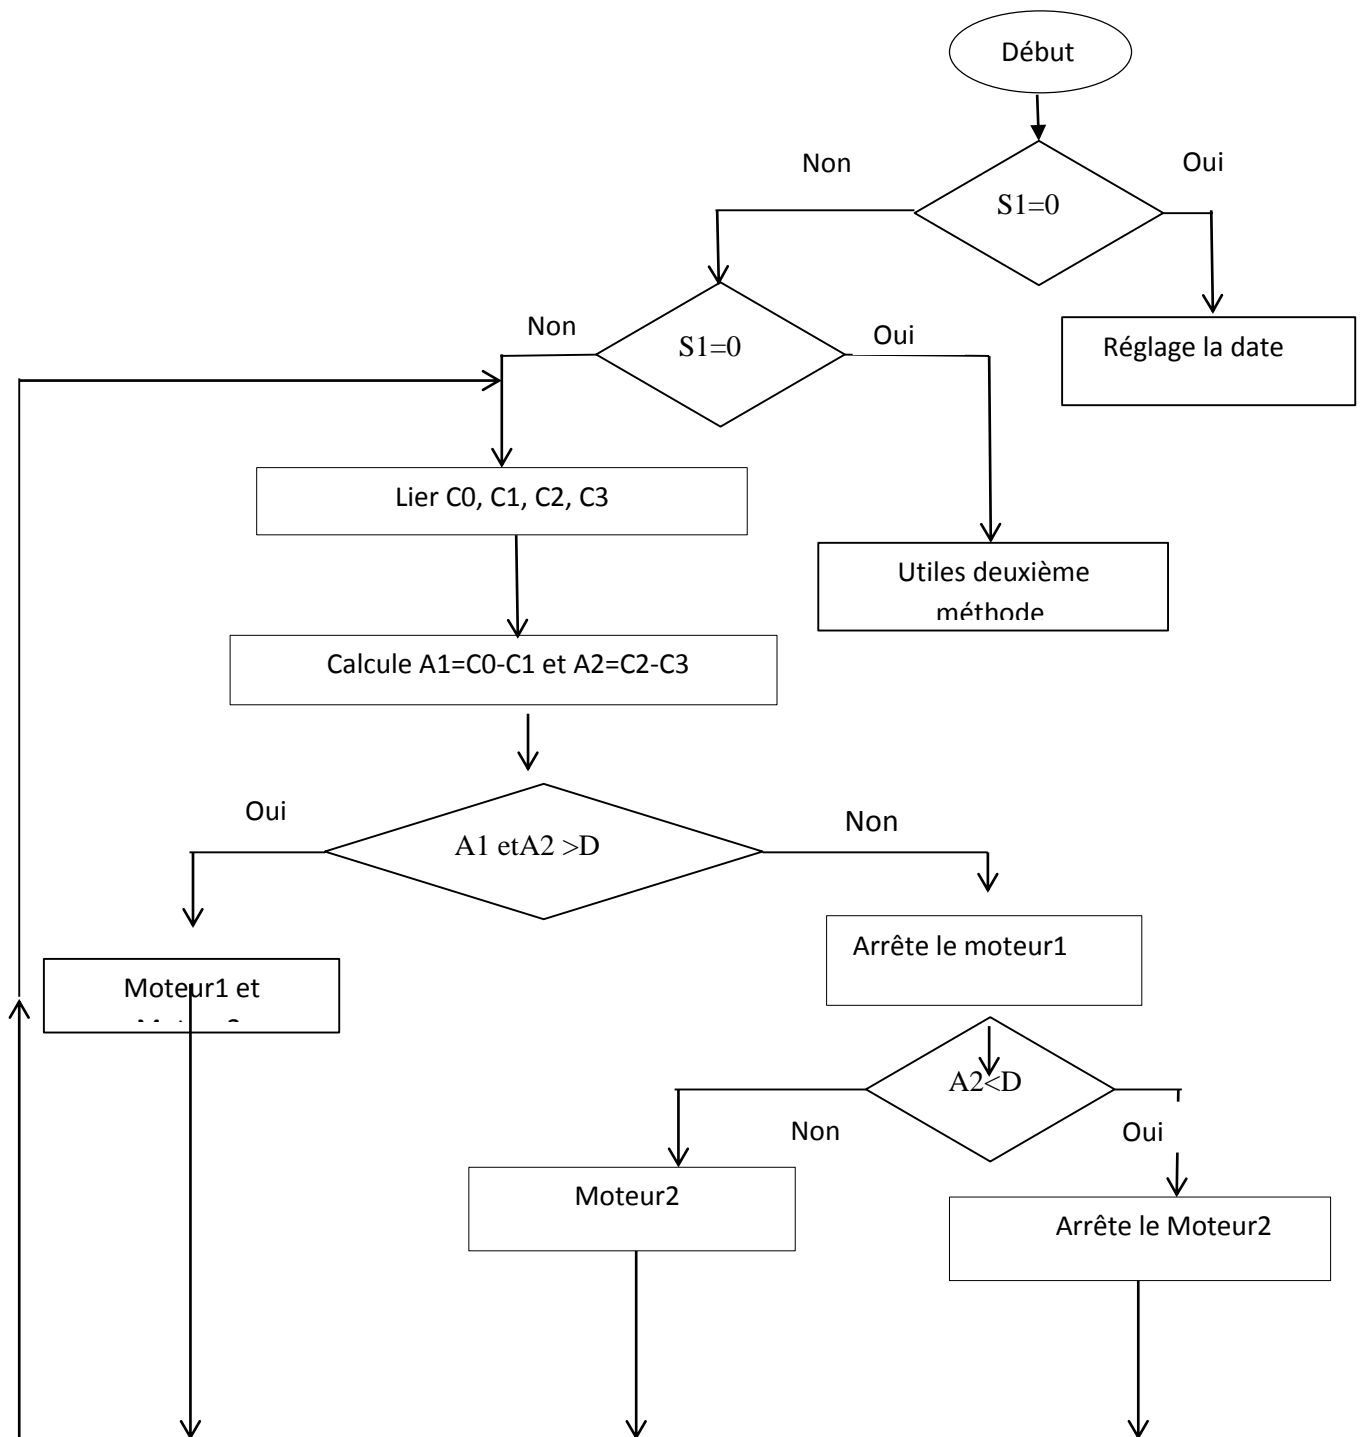 Début
Non
Oui
S1=0
Non
S1=0
Oui
Réglage la date
Lier C0, C1, C2, C3
Utiles deuxième
méthode
Calcule A1=C0-C1 et A2=C2-C3
Oui
A1 etA2 >D
Non
Arrête le moteur1
Moteur1 et
A2<D
Non
Oui
Moteur2
Arrête le Moteur2